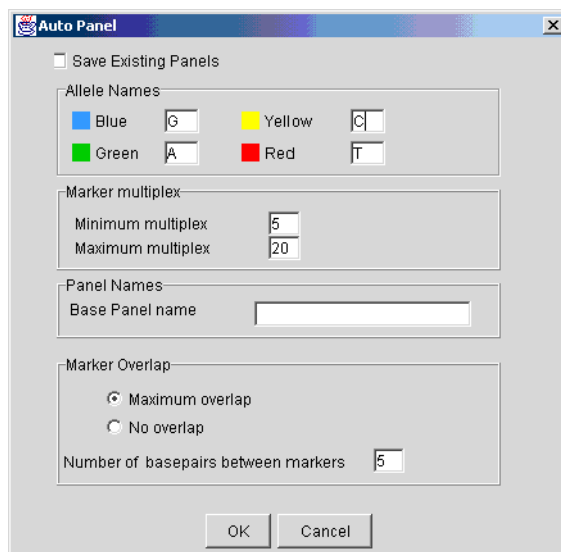 Auto Panel
Save Existing Panels
Allele Names
Blue G Yellow C
Green A Red T
Marker multiplex
Minimum multiplex 5
Maximum multiplex 20
Panel Names
Base Panel name
Marker Overlap
Maximum overlap
No overlap
Number of basepairs between markers 5
OK Cancel